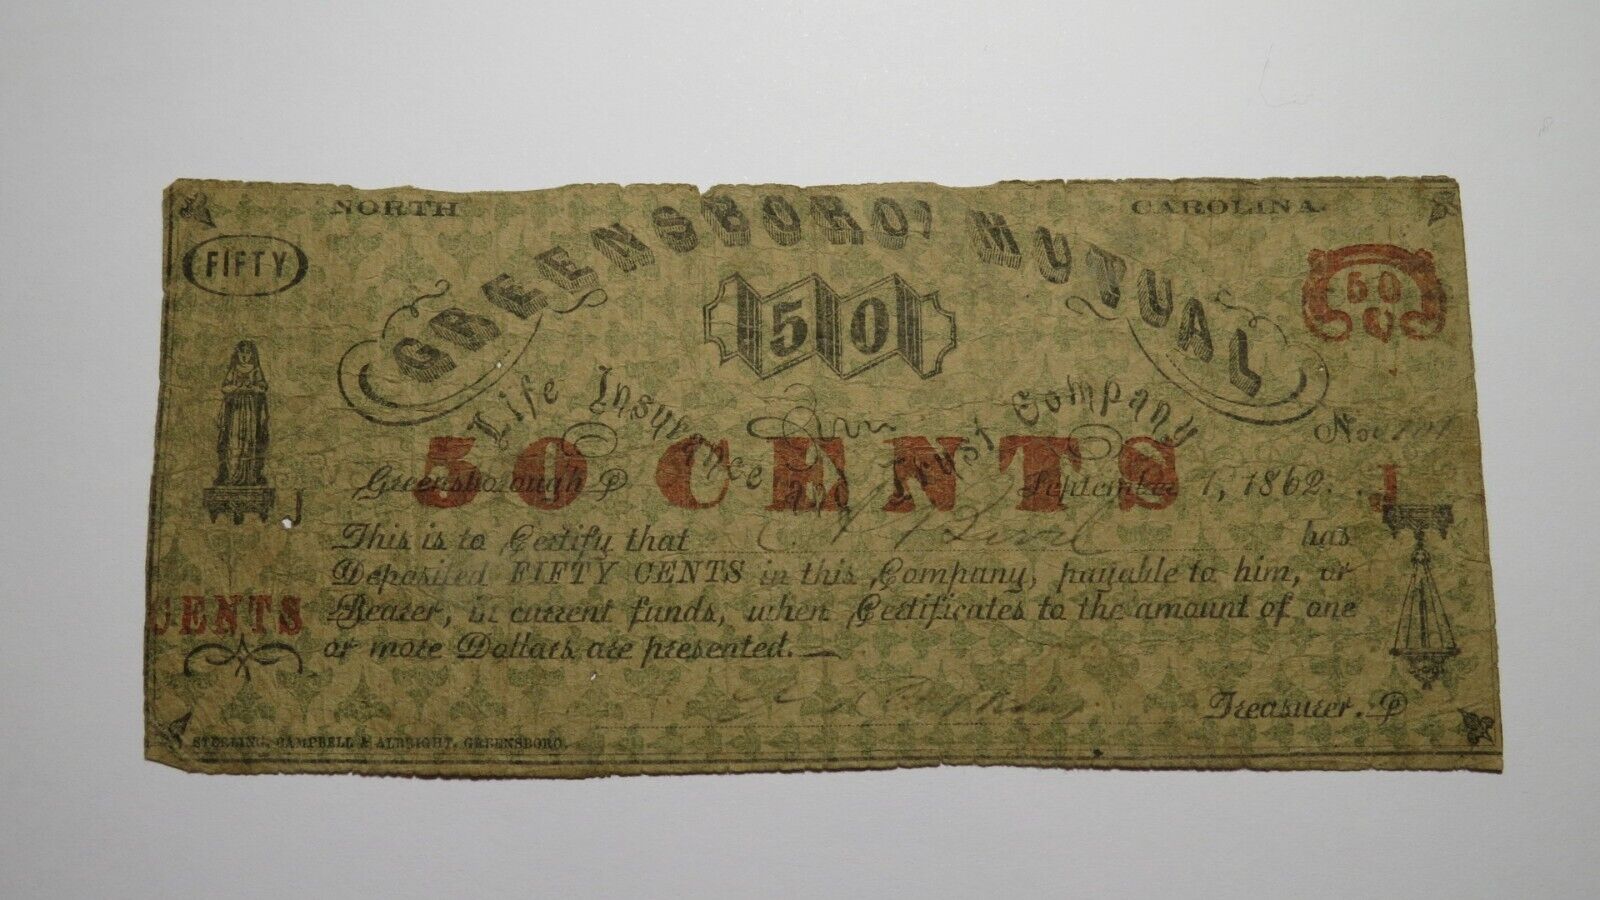 NORTH CAROLINA.
GREENSBORO' MUTUAL
FIFTY
50
50
Life Insurance and Trust Company
No
50 CENTS
Greensborough P September 1, 1862.
J
J
This is to Certify that has
Deposited FIFTY CENTS in this Company, payable to him, or
CENTS
Bearer, in current funds, when Certificates to the amount of one
or more Dollars are presented.—
Treasurer. P
STERLING, CAMPBELL & ALBRIGHT, GREENSBORO.